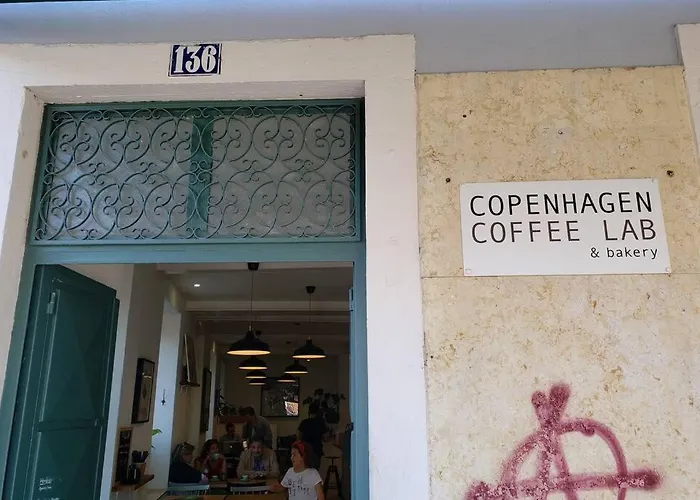 136
COPENHAGEN
COFFEE LAB
& bakery